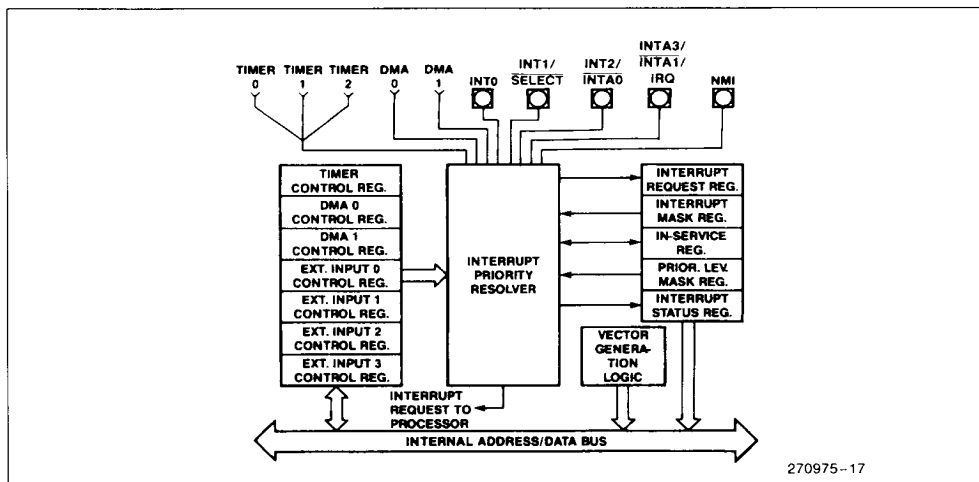 TIMER 0
TIMER 1
TIMER 2
DMA 0
DMA 1
INT0
INT1/
SELECT
INT2/
INTA0
INTA3/
INTA1/
IRQ
NMI
TIMER
CONTROL REG.
DMA 0
CONTROL REG.
DMA 1
CONTROL REG.
EXT. INPUT 0
CONTROL REG.
EXT. INPUT 1
CONTROL REG.
EXT. INPUT 2
CONTROL REG.
EXT. INPUT 3
CONTROL REG.
INTERRUPT
PRIORITY
RESOLVER
INTERRUPT
REQUEST REG.
INTERRUPT
MASK REG.
IN-SERVICE
REG.
PRIOR. LEV.
MASK REG.
INTERRUPT
STATUS REG.
VECTOR
GENERA-
TION
LOGIC
INTERRUPT
REQUEST TO
PROCESSOR
INTERNAL ADDRESS/DATA BUS
270975–17